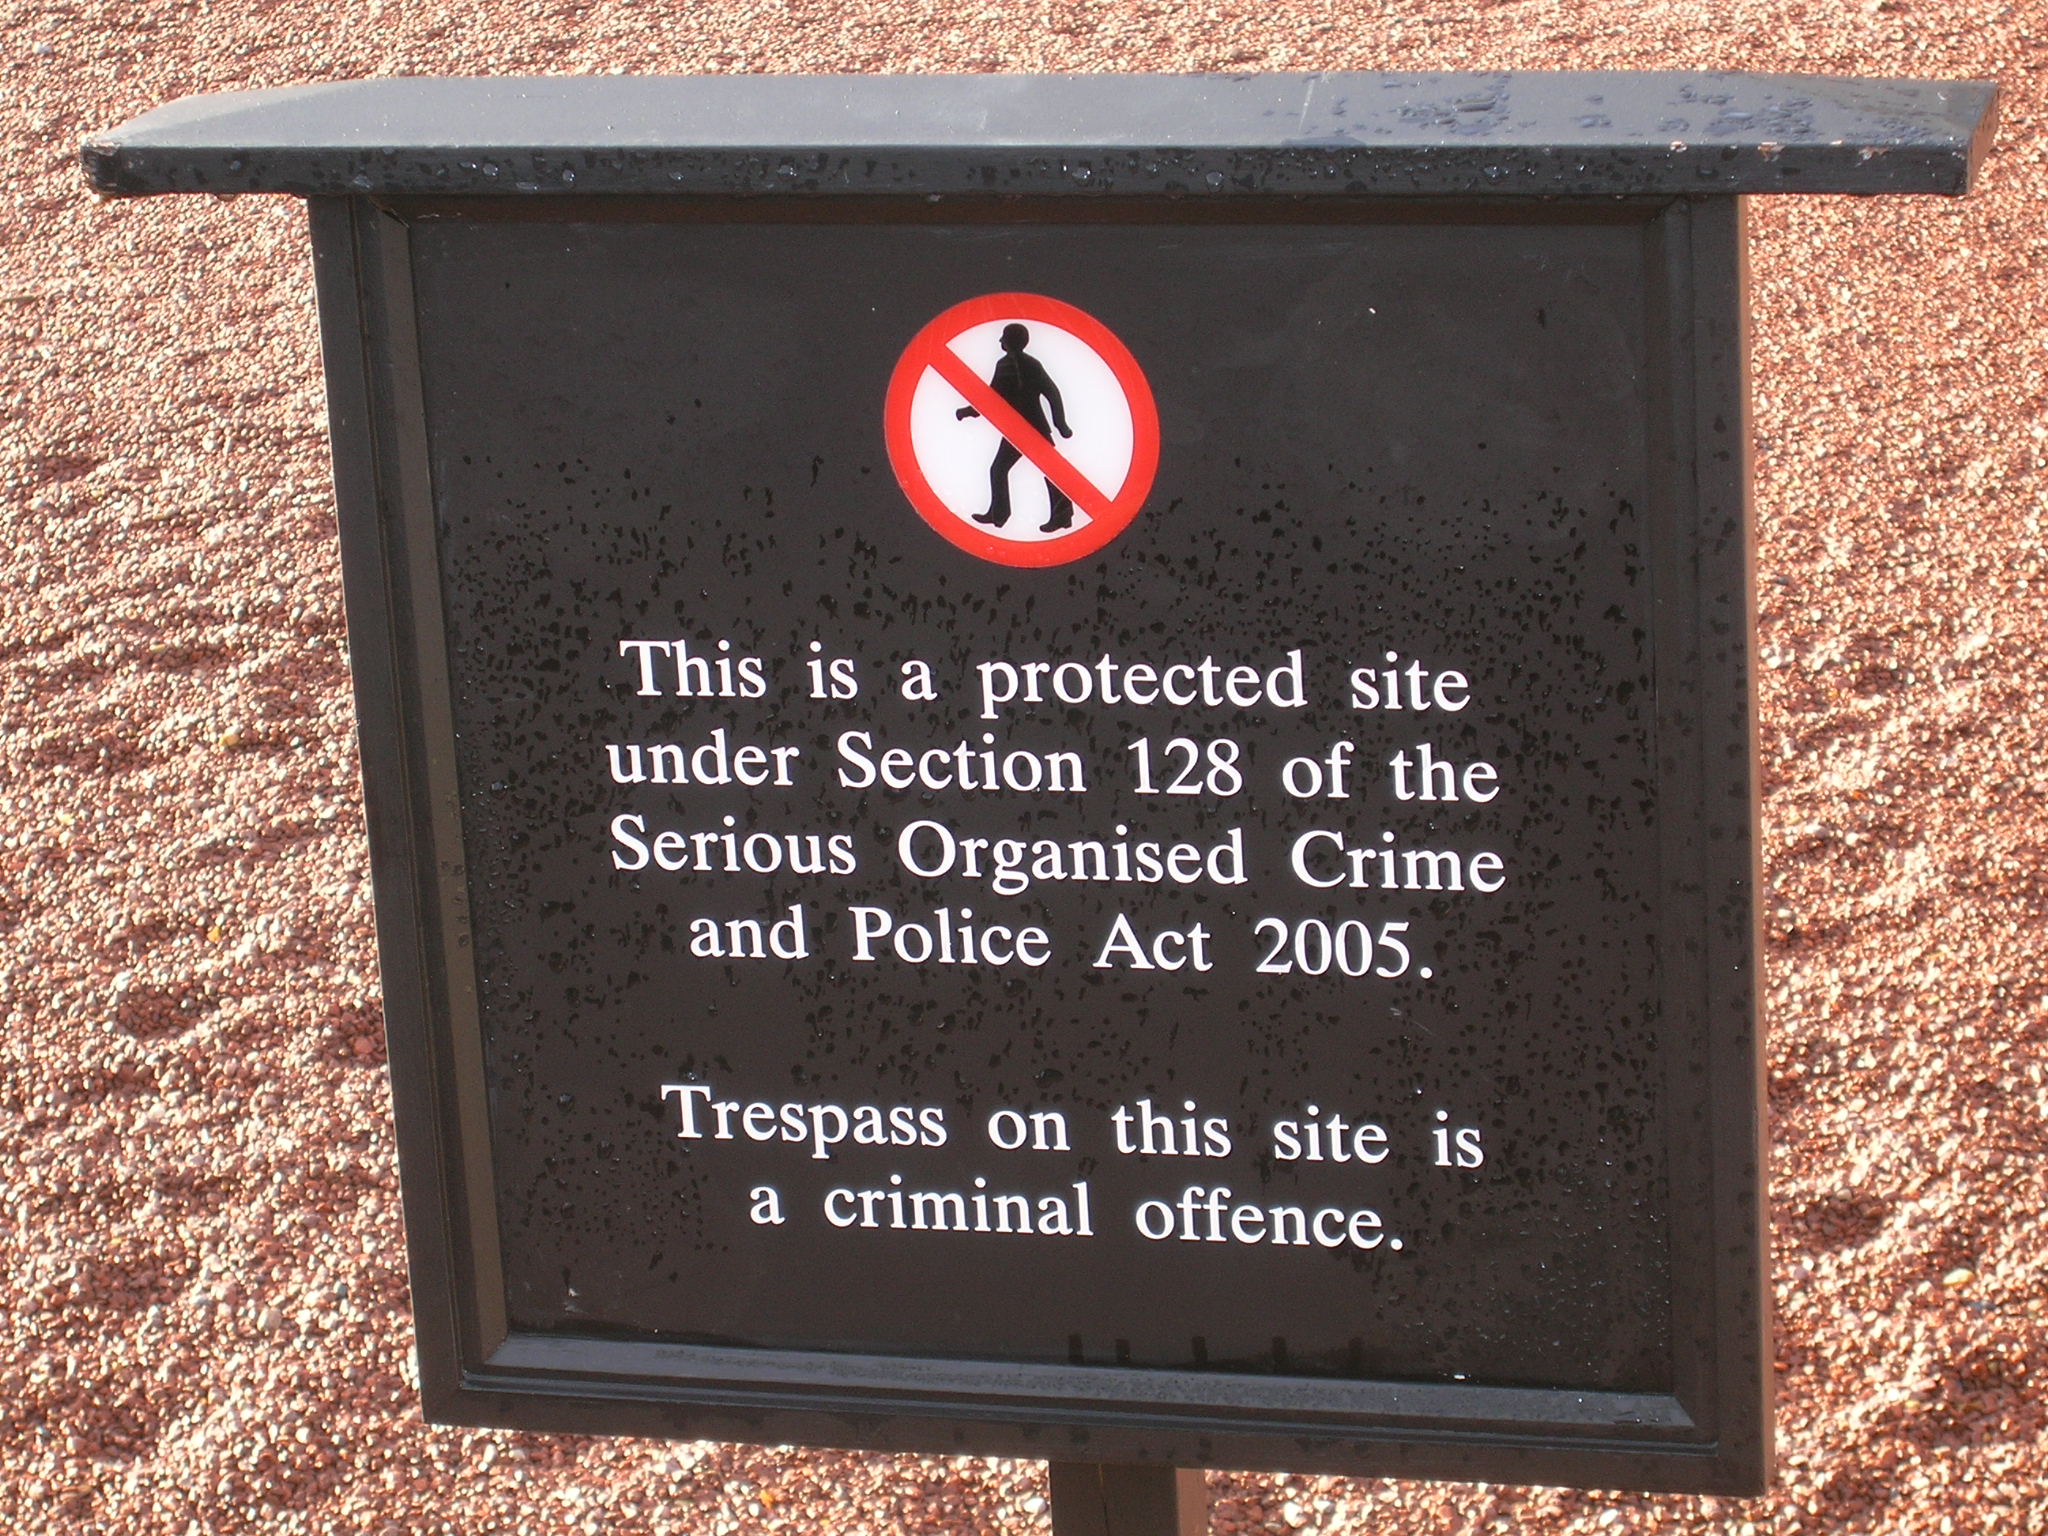 This is a protected site
under Section 128 of the
Serious Organised Crime
and Police Act 2005.
Trespass on this site is
a criminal offence.